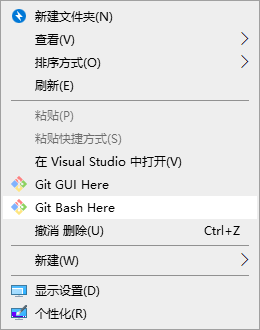 新建文件夹(N)
查看(V)
排序方式(O)
刷新(E)
粘贴(P)
粘贴快捷方式(S)
在 Visual Studio 中打开(V)
Git GUI Here
Git Bash Here
撤消 删除(U) Ctrl+Z
新建(W)
显示设置(D)
个性化(R)